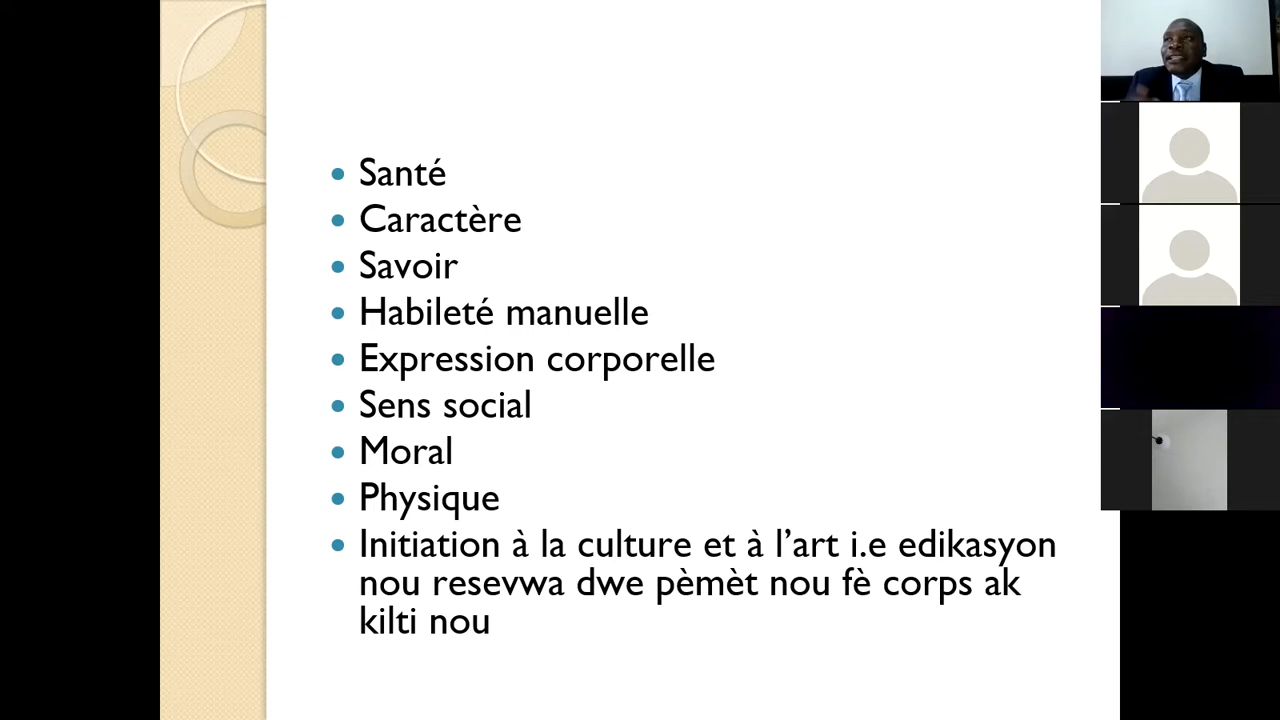 Santé
Caractère
Savoir
Habileté manuelle
Expression corporelle
Sens social
Moral
Physique
Initiation à la culture et à l’art i.e edikasyon
nou resevwa dwe pèmèt nou fè corps ak
kilti nou